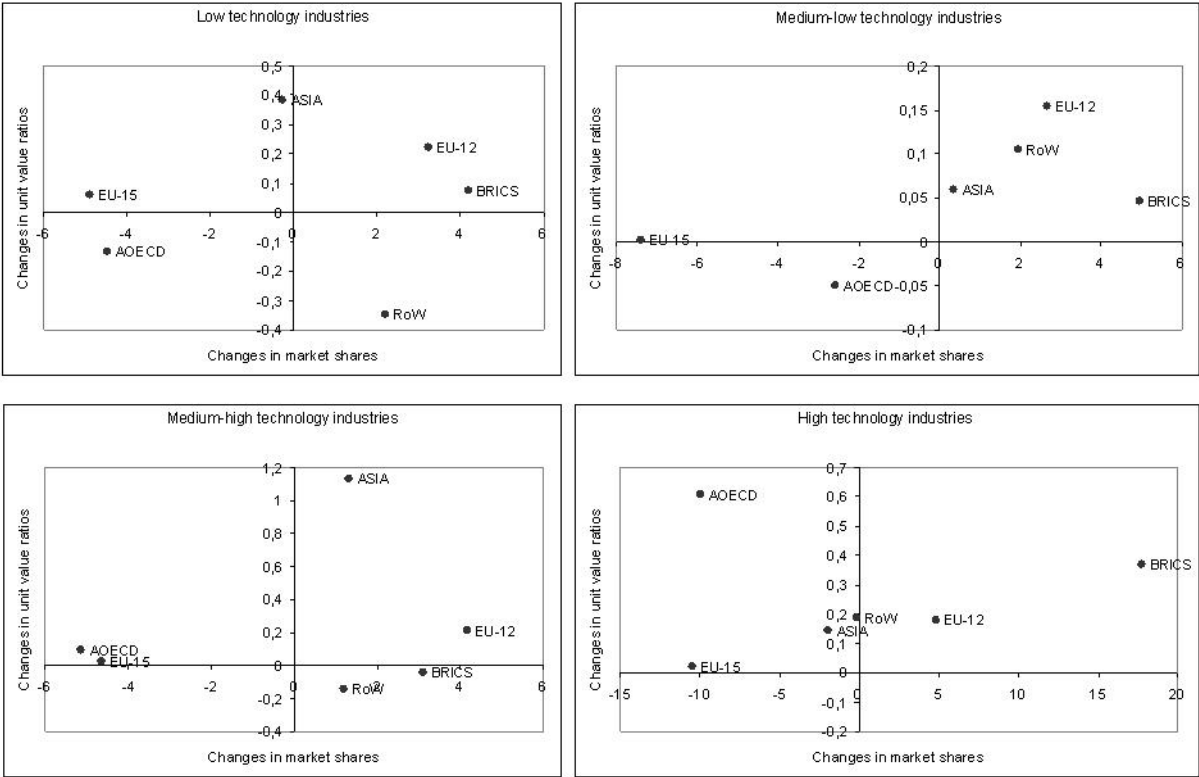 Low technology industries
Changes in unit value ratios
0,5
0,4
ASIA
0,3
0,2
EU-12
0,1
EU-15
BRICS
0
-6
-4
-2
0
2
4
6
-0,1
AOECD
-0,2
-0,3
RoW
-0,4
Changes in market shares
Medium-low technology industries
Changes in unit value ratios
0,2
0,15
EU-12
0,1
RoW
0,05
ASIA
BRICS
0
EU-15
-8
-6
-4
-2
0
2
4
6
AOECD
-0,05
-0,1
Changes in market shares
Medium-high technology industries
Changes in unit value ratios
1,2
ASIA
1
0,8
0,6
0,4
0,2
EU-12
AOECD
EU-15
0
BRICS
-6
-4
-2
0
2
4
6
RoW
-0,2
-0,4
Changes in market shares
High technology industries
Changes in unit value ratios
0,7
AOECD
0,6
0,5
0,4
BRICS
0,3
0,2
RoW
EU-12
ASIA
0,1
EU-15
0
-15
-10
-5
0
5
10
15
20
-0,1
-0,2
Changes in market shares